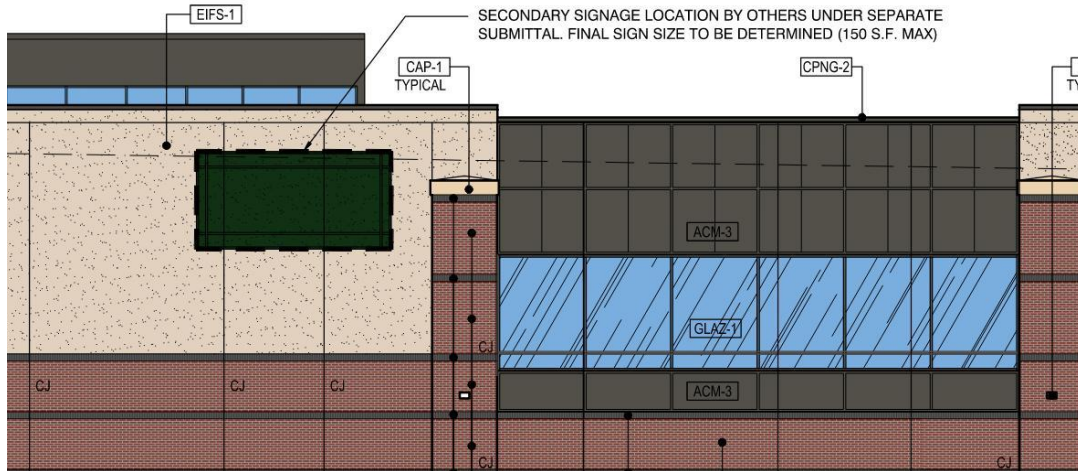 EIFS-1
SECONDARY SIGNAGE LOCATION BY OTHERS UNDER SEPARATE
SUBMITTAL. FINAL SIGN SIZE TO BE DETERMINED (150 S.F. MAX)
CAP-1
TYPICAL
CPNG-2
TY
ACM-3
GLAZ-1
CJ
CJ
CJ
CJ
ACM-3
CJ
CJ